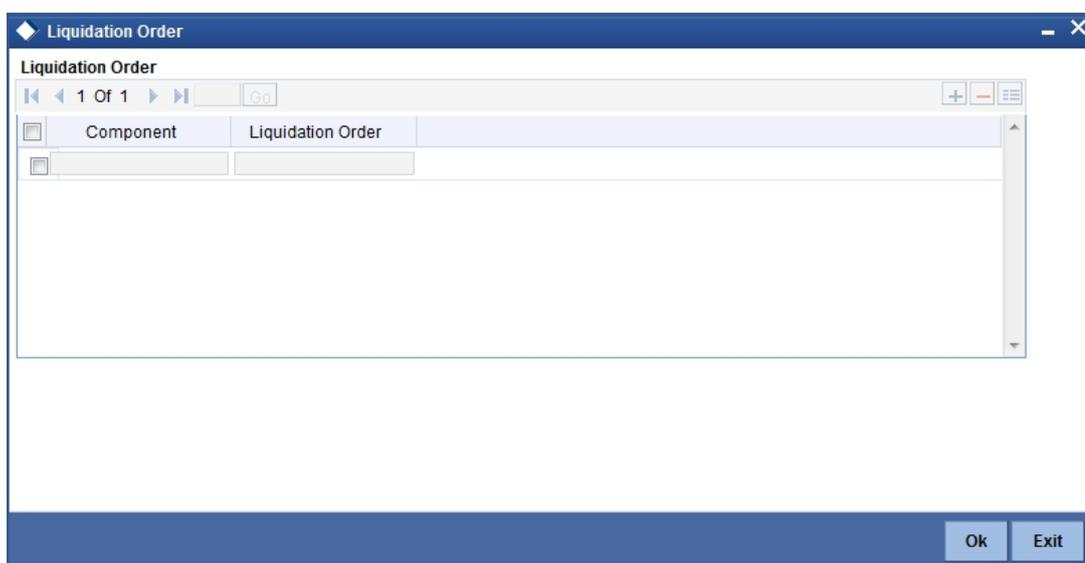 Liquidation Order
Liquidation Order
1 Of 1 Go
Component Liquidation Order
Ok Exit